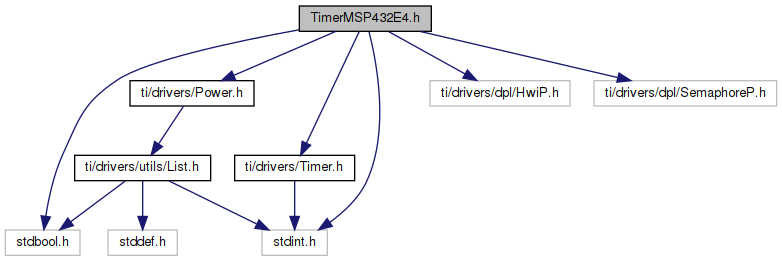 TimerMSP432E4.h
ti/drivers/Power.h
ti/drivers/dpl/HwiP.h
ti/drivers/dpl/SemaphoreP.h
ti/drivers/utils/List.h
ti/drivers/Timer.h
stdbool.h
stddef.h
stdint.h